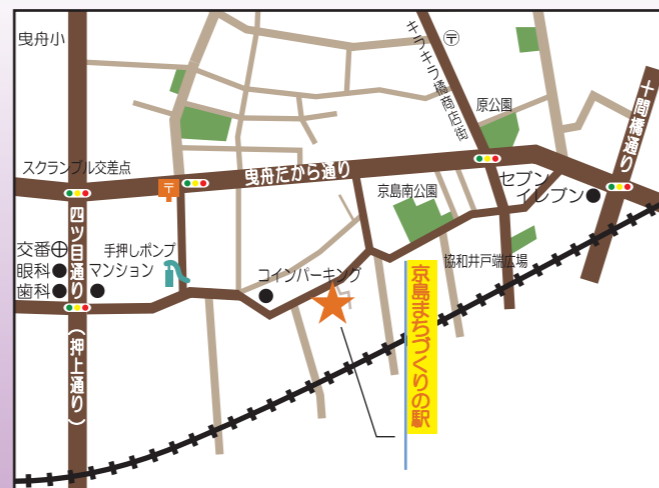 曳舟小
〒
キラキラ橘商店街
原公園
十間橋通り
スクランブル交差点
〒
曳舟たから通り
京島南公園
セブン
イレブン
四ツ目通り
(押上通り)
交番
眼科
歯科
手押しポンプ
マンション
コインパーキング
協和井戸端広場
京島まちづくりの駅